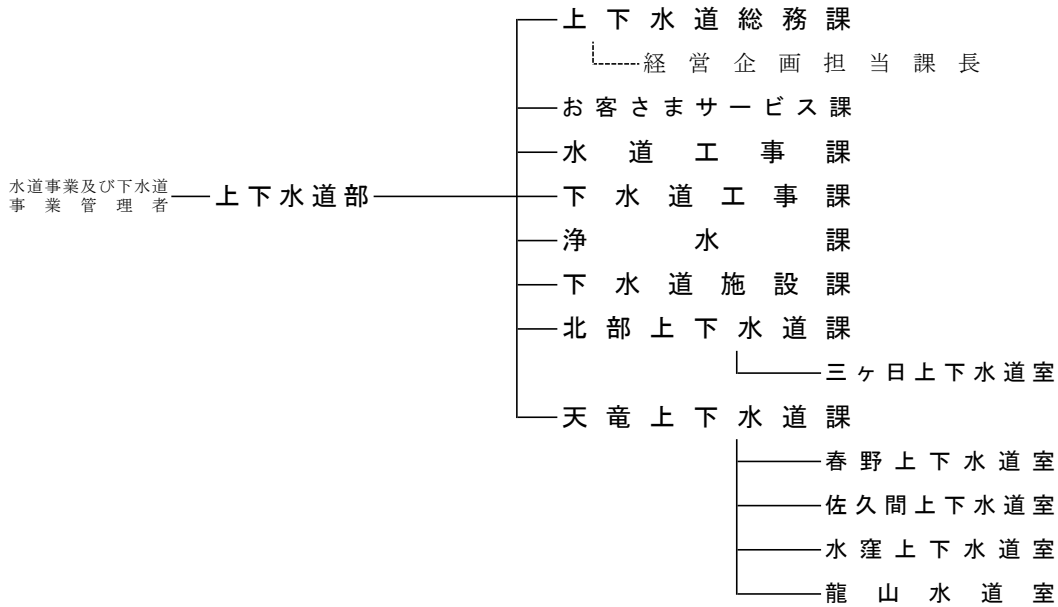 上下水道総務課
経営企画担当課長
お客さまサービス課
水道工事課
水道事業及び下水道
事業管理者
上下水道部
下水道工事課
浄水課
下水道施設課
北部上下水道課
三ヶ日上下水道室
天竜上下水道課
春野上下水道室
佐久間上下水道室
水窪上下水道室
龍山水道室